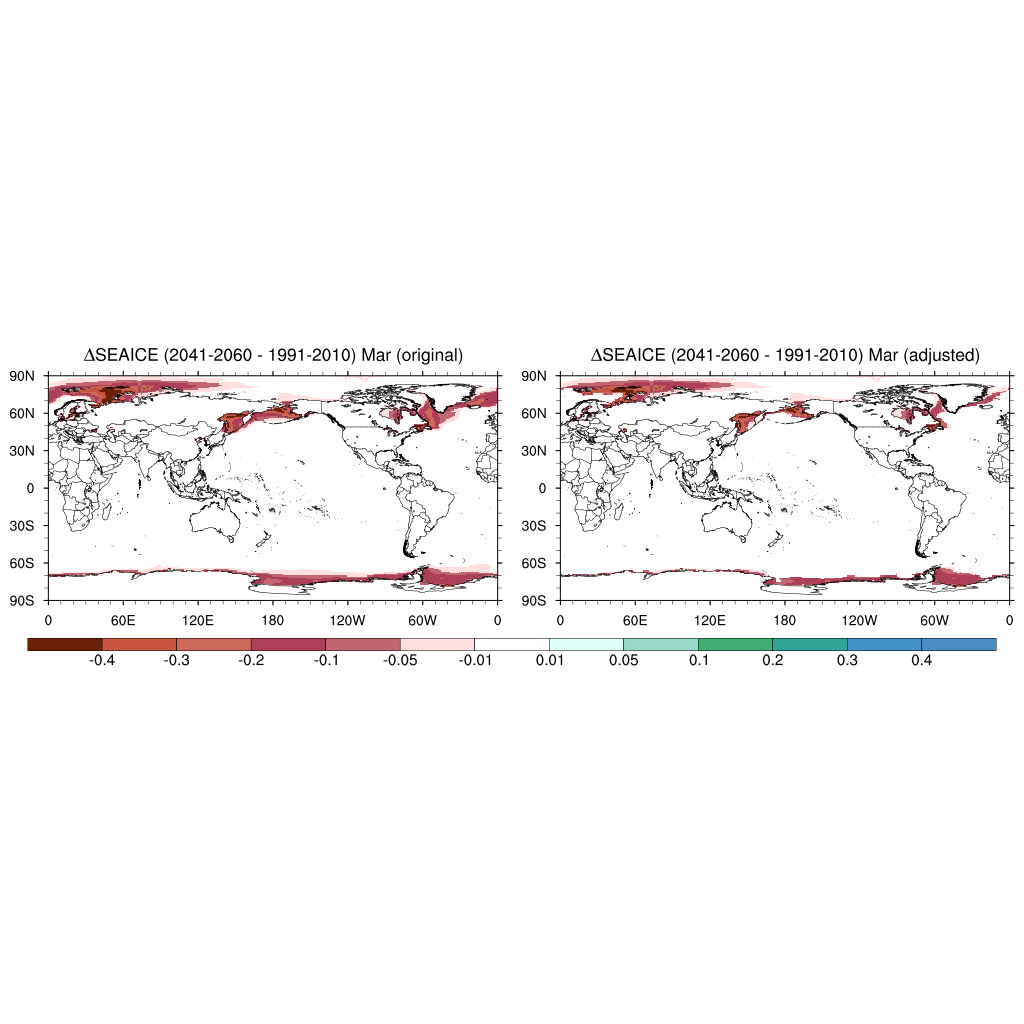 ΔSEAICE (2041-2060 - 1991-2010) Mar (original)
ΔSEAICE (2041-2060 - 1991-2010) Mar (adjusted)
90N
60N
30N
0
30S
60S
90S
0 60E 120E 180 120W 60W 0
90N
60N
30N
0
30S
60S
90S
0 60E 120E 180 120W 60W 0
-0.4 -0.3 -0.2 -0.1 -0.05 -0.01 0.01 0.05 0.1 0.2 0.3 0.4